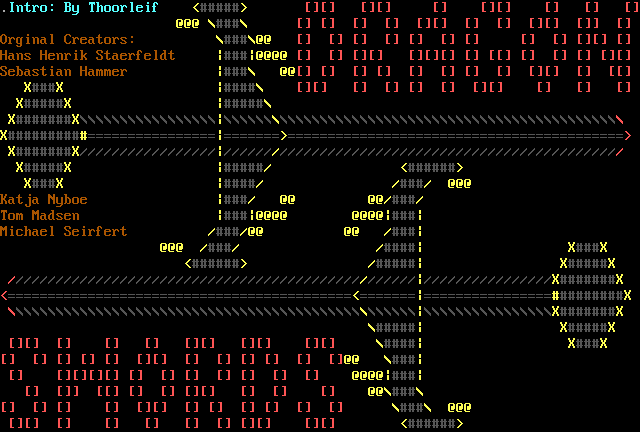 .Intro: By Thoorleif
Orginal Creators:
Hans Henrik Staerfeldt
Sebastian Hammer
Katja Nyboe
Tom Madsen
Michael Seirfert